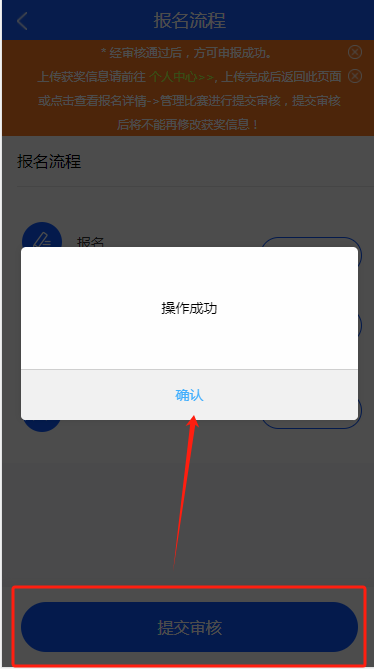 报名流程
* 经审核通过后，方可申报成功。
上传获奖信息请前往 个人中心>>, 上传完成后返回此页面
或点击查看报名详情->管理比赛进行提交审核，提交审核
后将不能再修改获奖信息！
报名流程
报名
操作成功
确认
提交审核